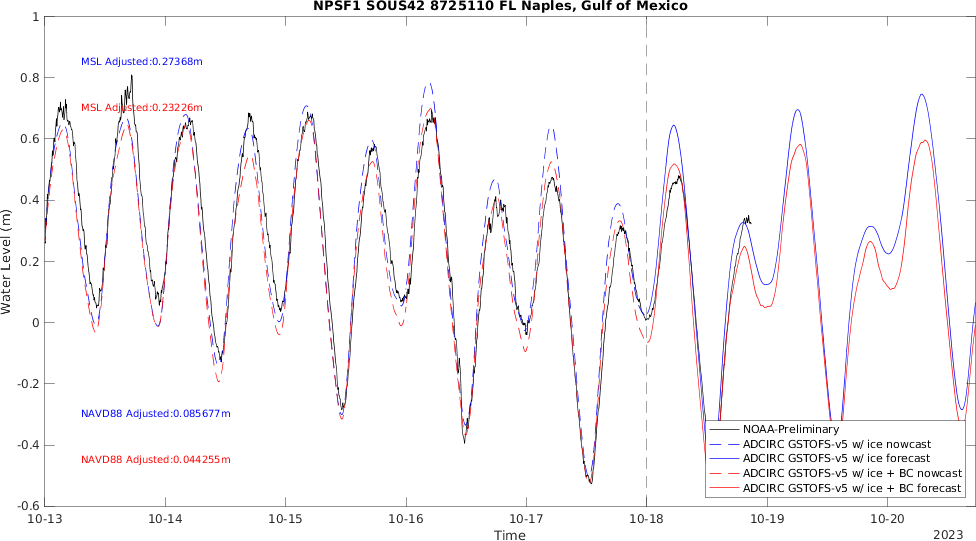 NPSF1 SOUS42 8725110 FL Naples, Gulf of Mexico
1
0.8
0.6
0.4
0.2
0
-0.2
-0.4
-0.6
Water Level (m)
MSL Adjusted:0.27368m
MSL Adjusted:0.23226m
NAVD88 Adjusted:0.085677m
NAVD88 Adjusted:0.044255m
NOAA-Preliminary
ADCIRC GSTOFS-v5 w/ ice nowcast
ADCIRC GSTOFS-v5 w/ ice forecast
ADCIRC GSTOFS-v5 w/ ice + BC nowcast
ADCIRC GSTOFS-v5 w/ ice + BC forecast
10-13 10-14 10-15 10-16 10-17 10-18 10-19 10-20
Time
2023